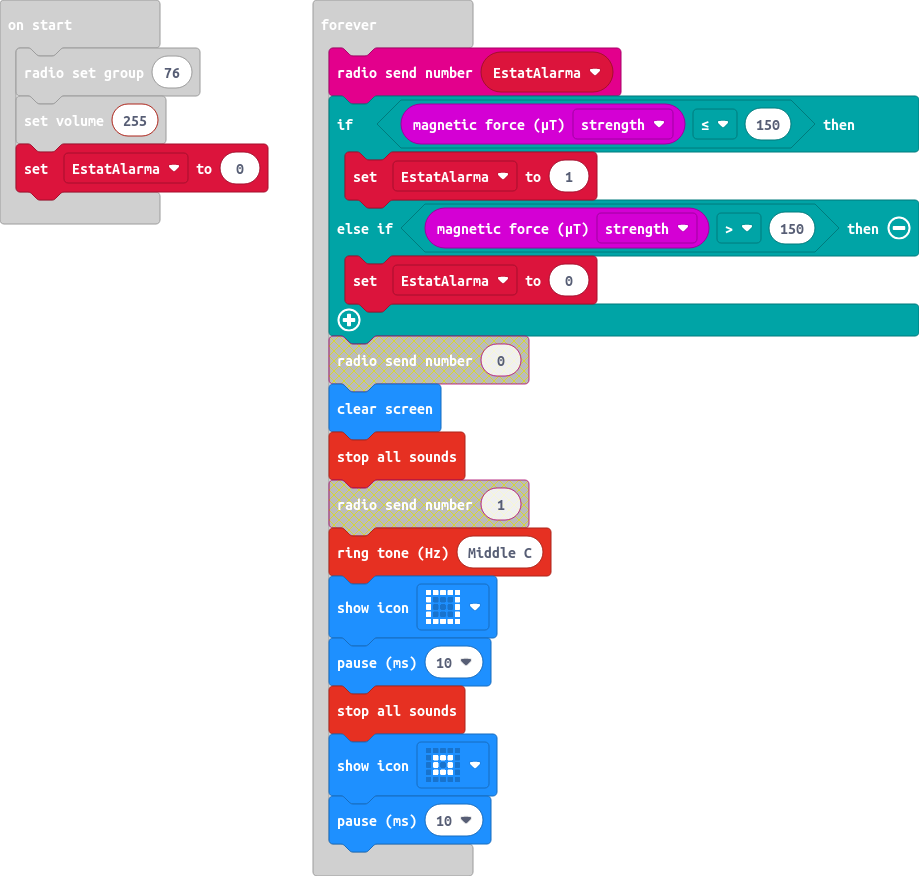 on start
radio set group 76
set volume 255
set EstatAlarma to 0
forever
radio send number EstatAlarma
if magnetic force (µT) strength ≤ 150 then
set EstatAlarma to 1
else if magnetic force (µT) strength > 150 then
set EstatAlarma to 0
radio send number 0
clear screen
stop all sounds
radio send number 1
ring tone (Hz) Middle C
show icon
pause (ms) 10
stop all sounds
show icon
pause (ms) 10